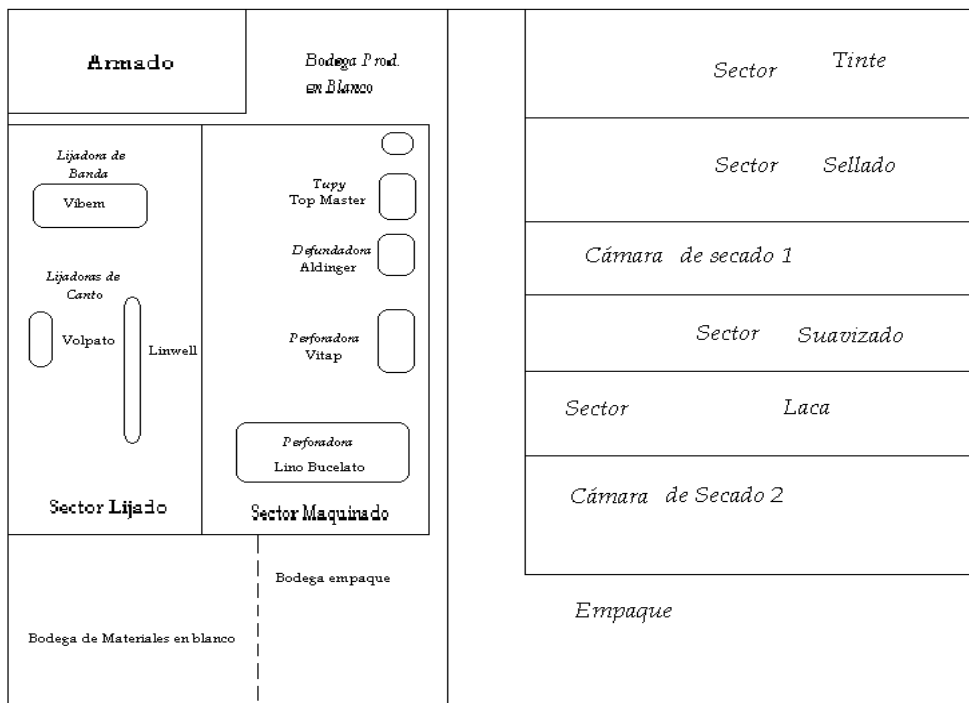 Armado
Bodega Prod.
en Blanco
Lijadora de
Banda
Vibem
Lijadoras de
Canto
Volpato
Linwell
Sector Lijado
Tupy
Top Master
Defundadora
Aldinger
Perforadora
Vitap
Perforadora
Lino Bucelato
Sector Maquinado
Bodega empaque
Bodega de Materiales en blanco
Sector Tinte
Sector Sellado
Cámara de secado 1
Sector Suavizado
Sector Laca
Cámara de Secado 2
Empaque